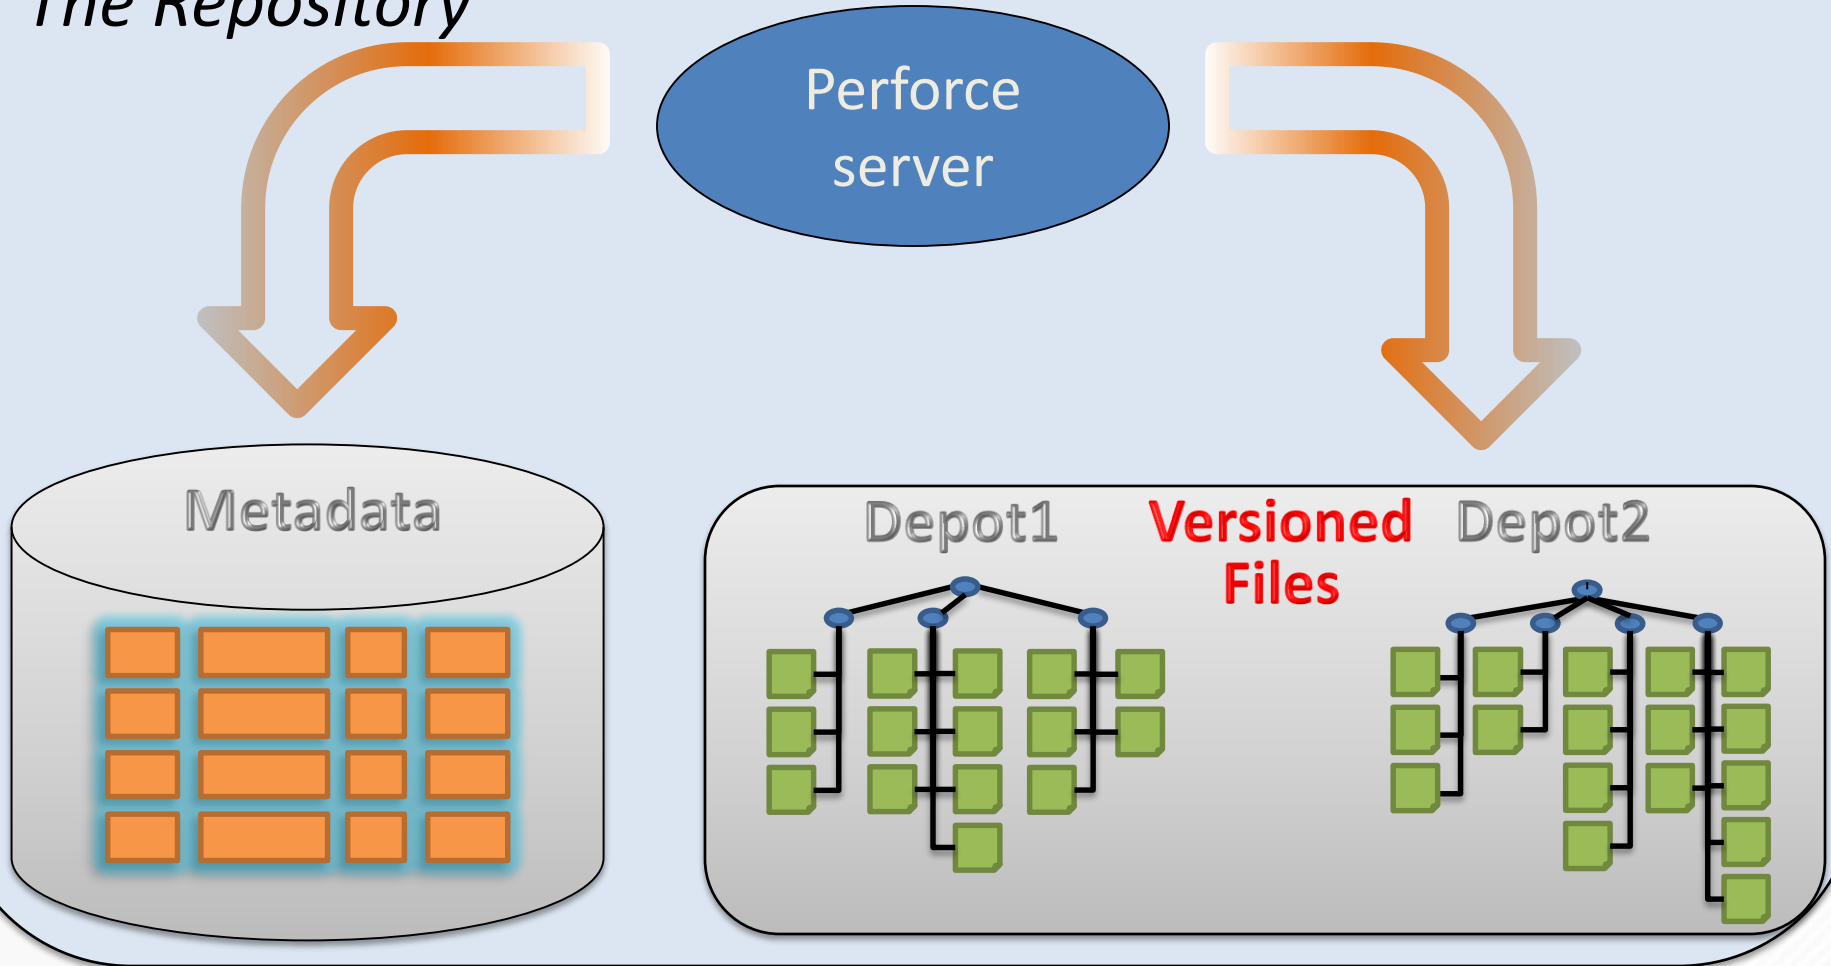 The Repository
Perforce
server
Metadata
Depot1
Versioned
Files
Depot2